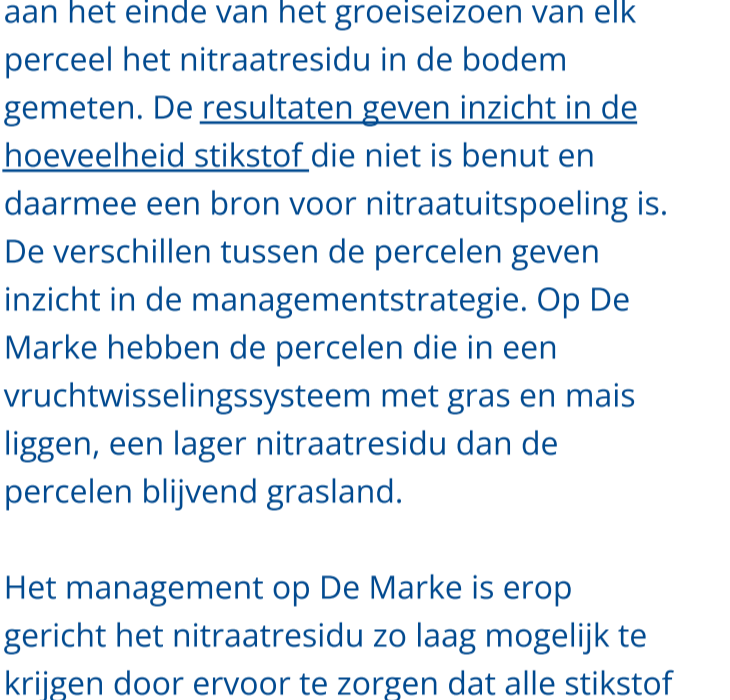 aan het einde van het groeiseizoen van elk
perceel het nitraatresidu in de bodem
gemeten. De resultaten geven inzicht in de
hoeveelheid stikstof die niet is benut en
daarmee een bron voor nitraatuitspoeling is.
De verschillen tussen de percelen geven
inzicht in de managementstrategie. Op De
Marke hebben de percelen die in een
vruchtwisselingssysteem met gras en mais
liggen, een lager nitraatresidu dan de
percelen blijvend grasland.
Het management op De Marke is erop
gericht het nitraatresidu zo laag mogelijk te
krijgen door ervoor te zorgen dat alle stikstof